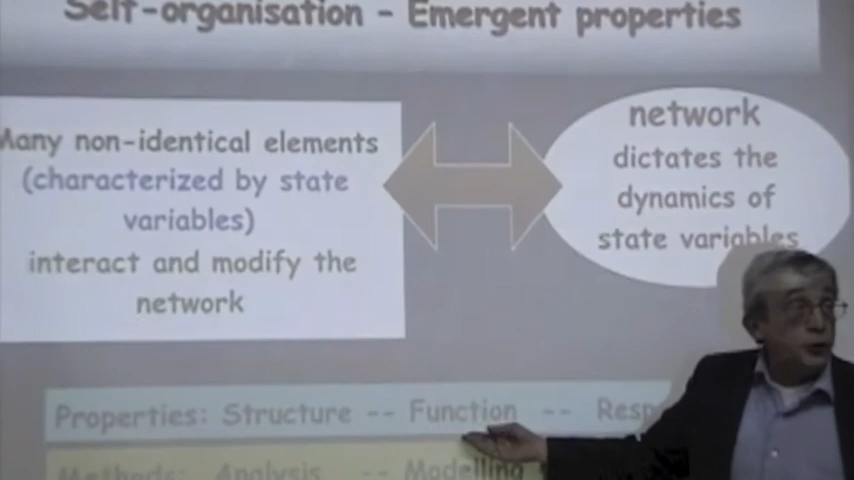 Self-organisation - Emergent properties
Many non-identical elements
(characterized by state
variables)
interact and modify the
network
network
dictates the
dynamics of
state variables
Properties: Structure -- Function -- Resp
Methods: Analysis -- Modelling